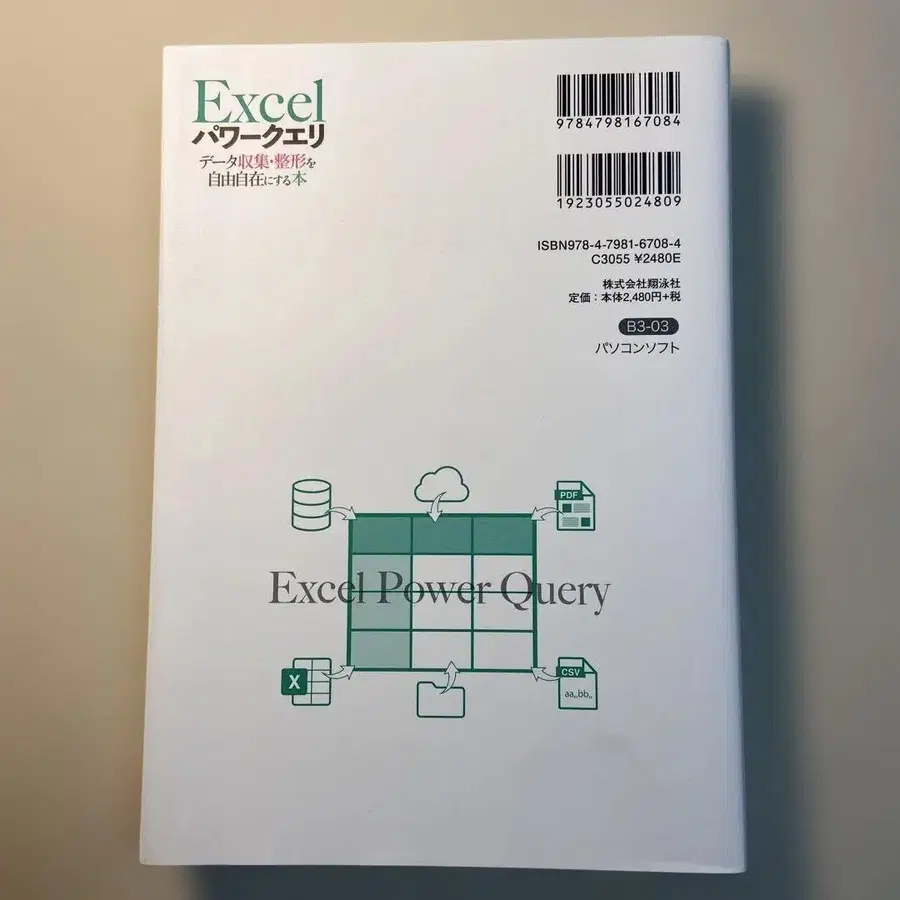 Excel
パワークエリ
データ収集・整形を
自由自在にする本
9784798167084
1923055024809
ISBN978-4-7981-6708-4
C3055 ¥2480E
株式会社翔泳社
定価：本体2,480円+税
B3-03
パソコンソフト
PDF
Excel Power Query
X
CSV
aa,,bb,,